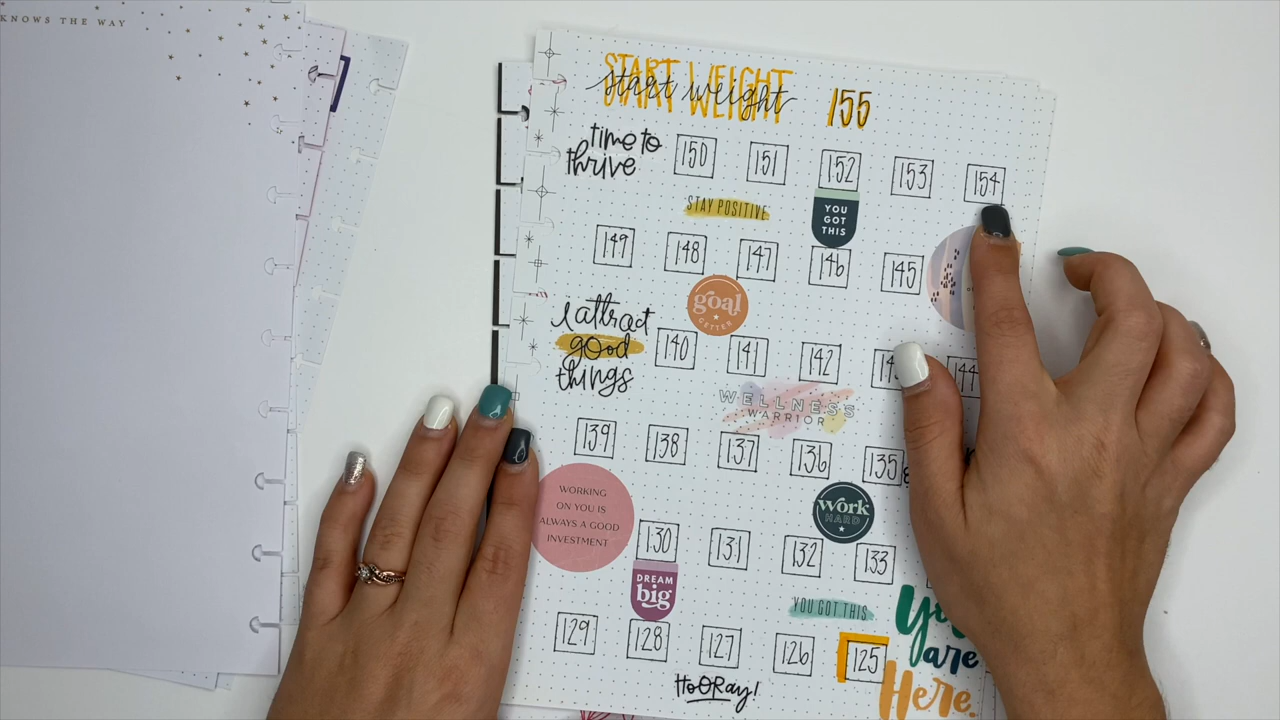 KNOWS THE WAY
START WEIGHT
start weight 155
time to
thrive
150 151 152 153 154
STAY POSITIVE
YOU
GOT
THIS
149 148 147 146 145
goal
GETTER
I attract
good
things
140 141 142 144
WELLNESS
WARRIOR
139 138 137 136 135
WORKING
ON YOU IS
ALWAYS A GOOD
INVESTMENT
work
HARD
130 131 132 133
DREAM
big
YOU GOT THIS
are
Here.
129 128 127 126 125
HOORay!